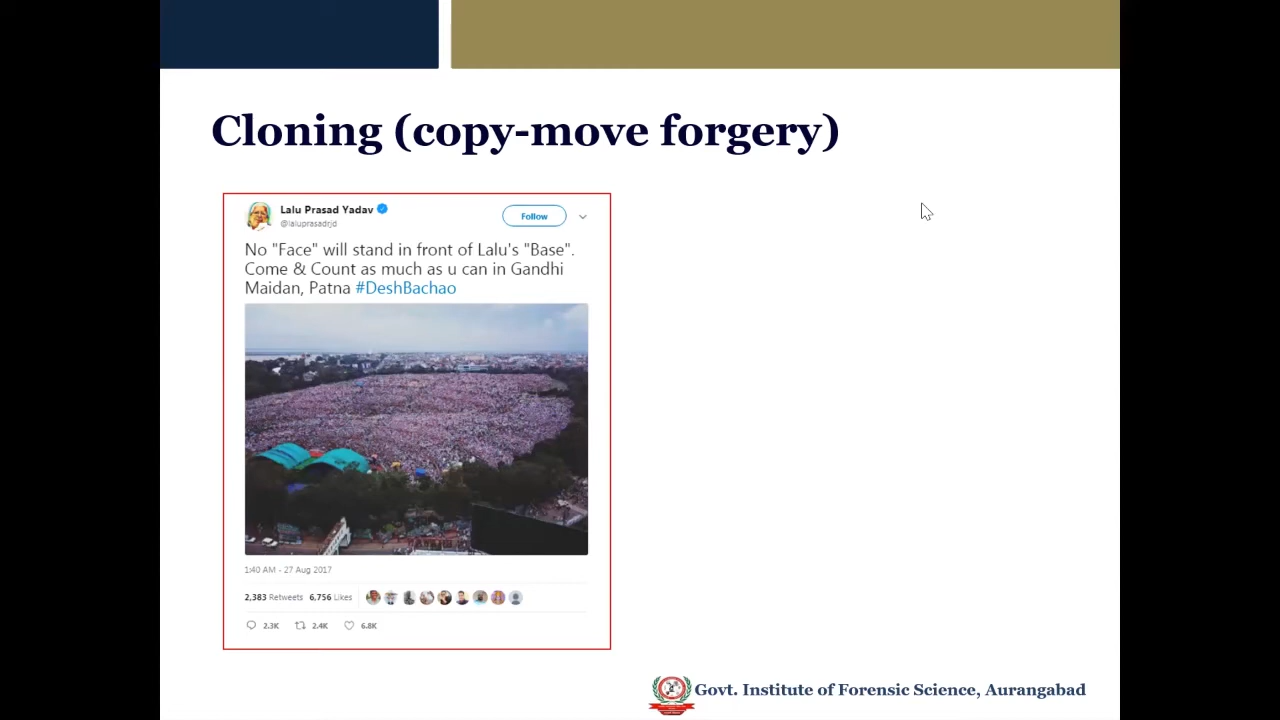 Cloning (copy-move forgery)
Lalu Prasad Yadav
@laluprasadrjd
Follow
No "Face" will stand in front of Lalu's "Base".
Come & Count as much as u can in Gandhi
Maidan, Patna #DeshBachao
1:40 AM - 27 Aug 2017
2,383 Retweets 6,756 Likes
2.3K 2.4K 6.8K
Govt. Institute of Forensic Science, Aurangabad